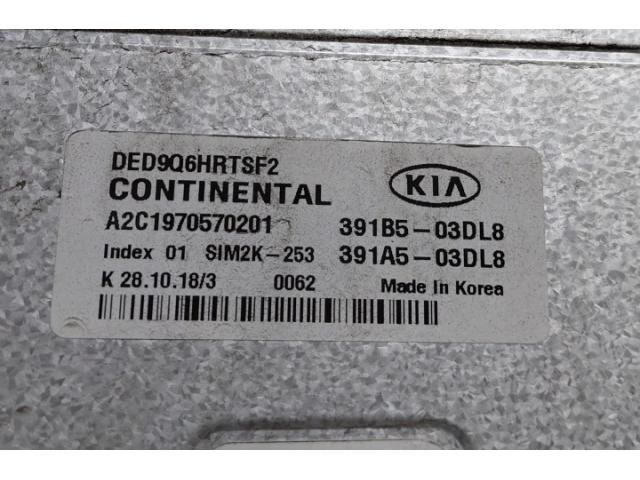 DED9Q6HRTSF2
CONTINENTAL
KIA
A2C1970570201 391B5-03DL8
Index 01 SIM2K-253 391A5-03DL8
K 28.10.18/3 0062 Made In Korea